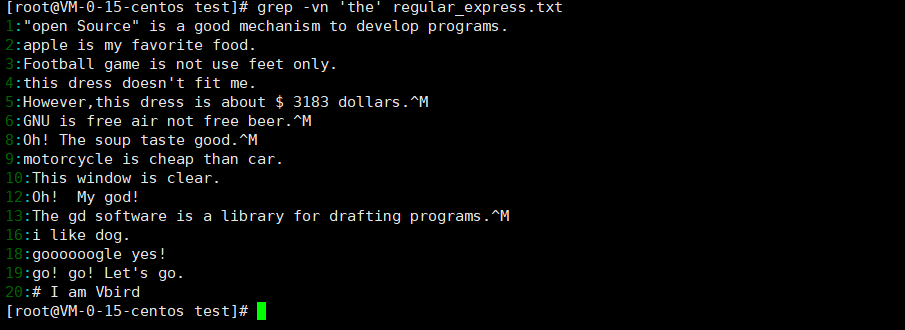 [root@VM-0-15-centos test]# grep -vn 'the' regular_express.txt
1:"open Source" is a good mechanism to develop programs.
2:apple is my favorite food.
3:Football game is not use feet only.
4:this dress doesn't fit me.
5:However,this dress is about $ 3183 dollars.^M
6:GNU is free air not free beer.^M
8:Oh! The soup taste good.^M
9:motorcycle is cheap than car.
10:This window is clear.
12:Oh!  My god!
13:The gd software is a library for drafting programs.^M
16:i like dog.
18:goooooogle yes!
19:go! go! Let's go.
20:# I am Vbird
[root@VM-0-15-centos test]#